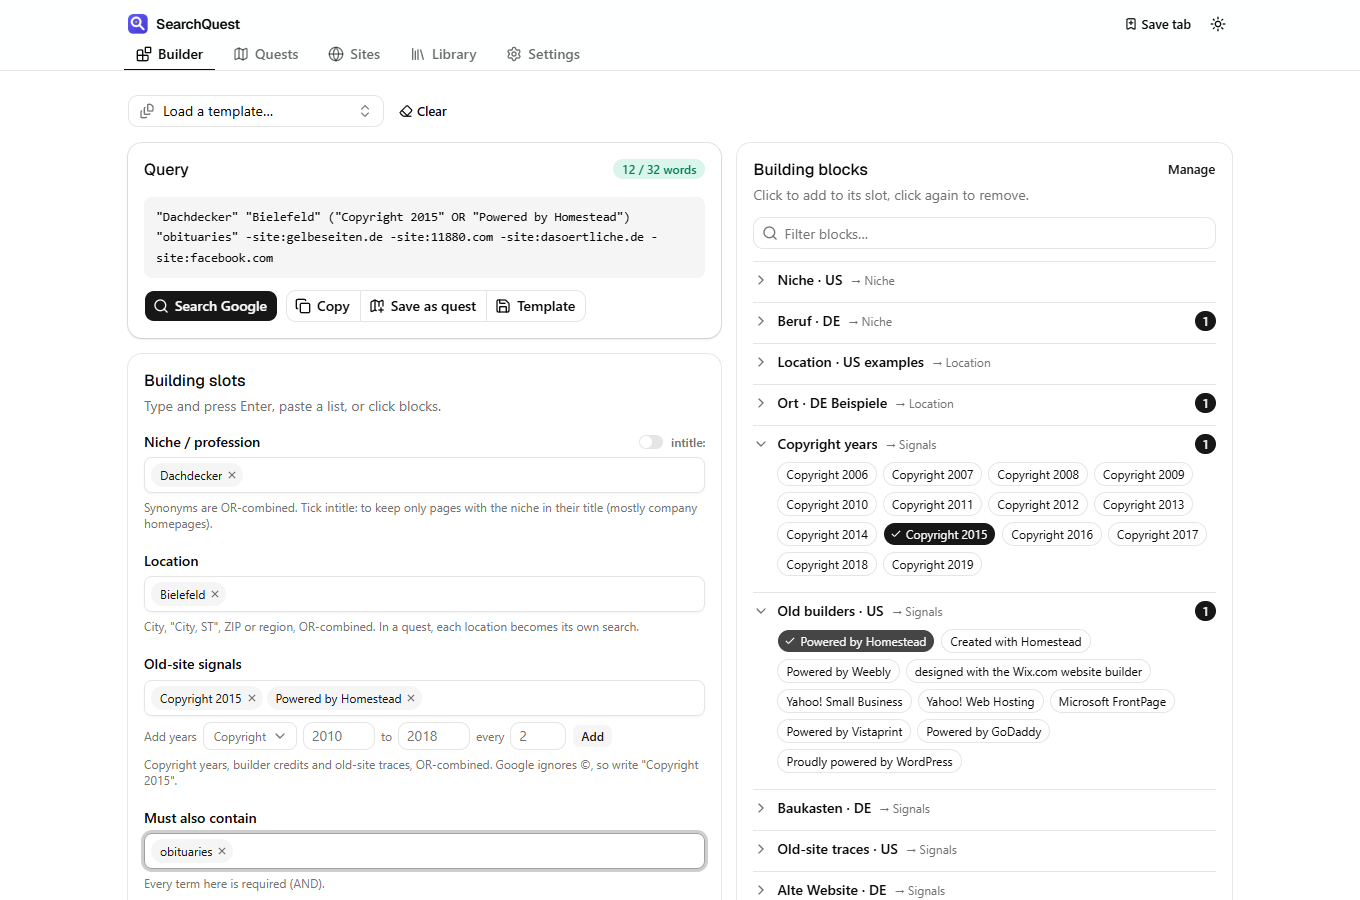 SearchQuest
Save tab
Builder
Quests
Sites
Library
Settings
Load a template...
Clear
Query
12 / 32 words
"Dachdecker" "Bielefeld" ("Copyright 2015" OR "Powered by Homestead")
"obituaries" -site:gelbeseiten.de -site:11880.com -site:dasoertliche.de -
site:facebook.com
Search Google
Copy
Save as quest
Template
Building slots
Type and press Enter, paste a list, or click blocks.
Niche / profession
intitle:
Dachdecker ×
Synonyms are OR-combined. Tick intitle: to keep only pages with the niche in their title (mostly company
homepages).
Location
Bielefeld ×
City, "City, ST", ZIP or region, OR-combined. In a quest, each location becomes its own search.
Old-site signals
Copyright 2015 × Powered by Homestead ×
Add years Copyright 2010 to 2018 every 2 Add
Copyright years, builder credits and old-site traces, OR-combined. Google ignores ©, so write "Copyright
2015".
Must also contain
obituaries ×
Every term here is required (AND).
Building blocks
Manage
Click to add to its slot, click again to remove.
Filter blocks...
Niche · US → Niche
Beruf · DE → Niche 1
Location · US examples → Location
Ort · DE Beispiele → Location 1
Copyright years → Signals 1
Copyright 2006 Copyright 2007 Copyright 2008 Copyright 2009
Copyright 2010 Copyright 2011 Copyright 2012 Copyright 2013
Copyright 2014 ✓ Copyright 2015 Copyright 2016 Copyright 2017
Copyright 2018 Copyright 2019
Old builders · US → Signals 1
✓ Powered by Homestead Created with Homestead
Powered by Weebly designed with the Wix.com website builder
Yahoo! Small Business Yahoo! Web Hosting Microsoft FrontPage
Powered by Vistaprint Powered by GoDaddy
Proudly powered by WordPress
Baukasten · DE → Signals
Old-site traces · US → Signals
Alte Website · DE → Signals